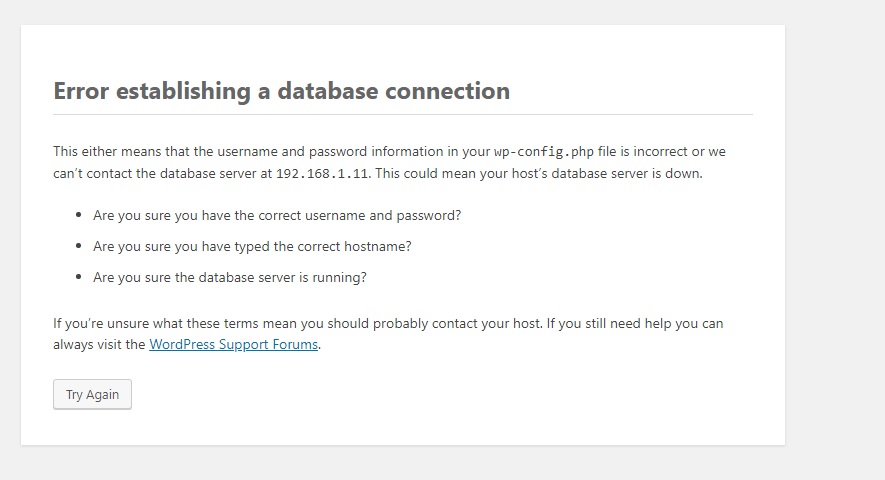 Error establishing a database connection
This either means that the username and password information in your wp-config.php file is incorrect or we
can’t contact the database server at 192.168.1.11. This could mean your host’s database server is down.
Are you sure you have the correct username and password?
Are you sure you have typed the correct hostname?
Are you sure the database server is running?
If you’re unsure what these terms mean you should probably contact your host. If you still need help you can
always visit the WordPress Support Forums.
Try Again